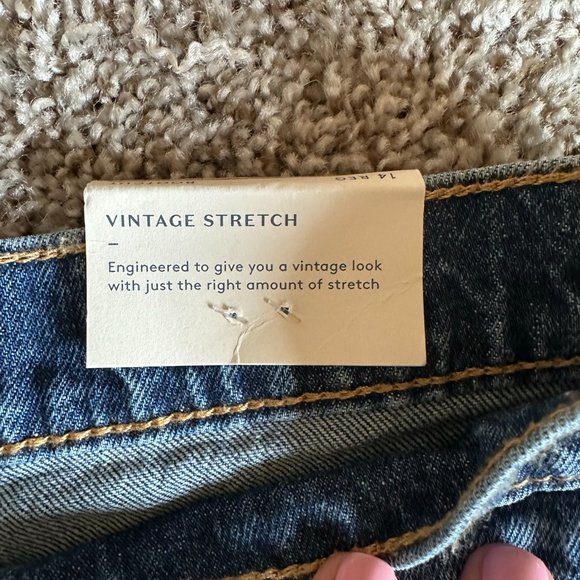 14 REG
VINTAGE STRETCH
Engineered to give you a vintage look
with just the right amount of stretch